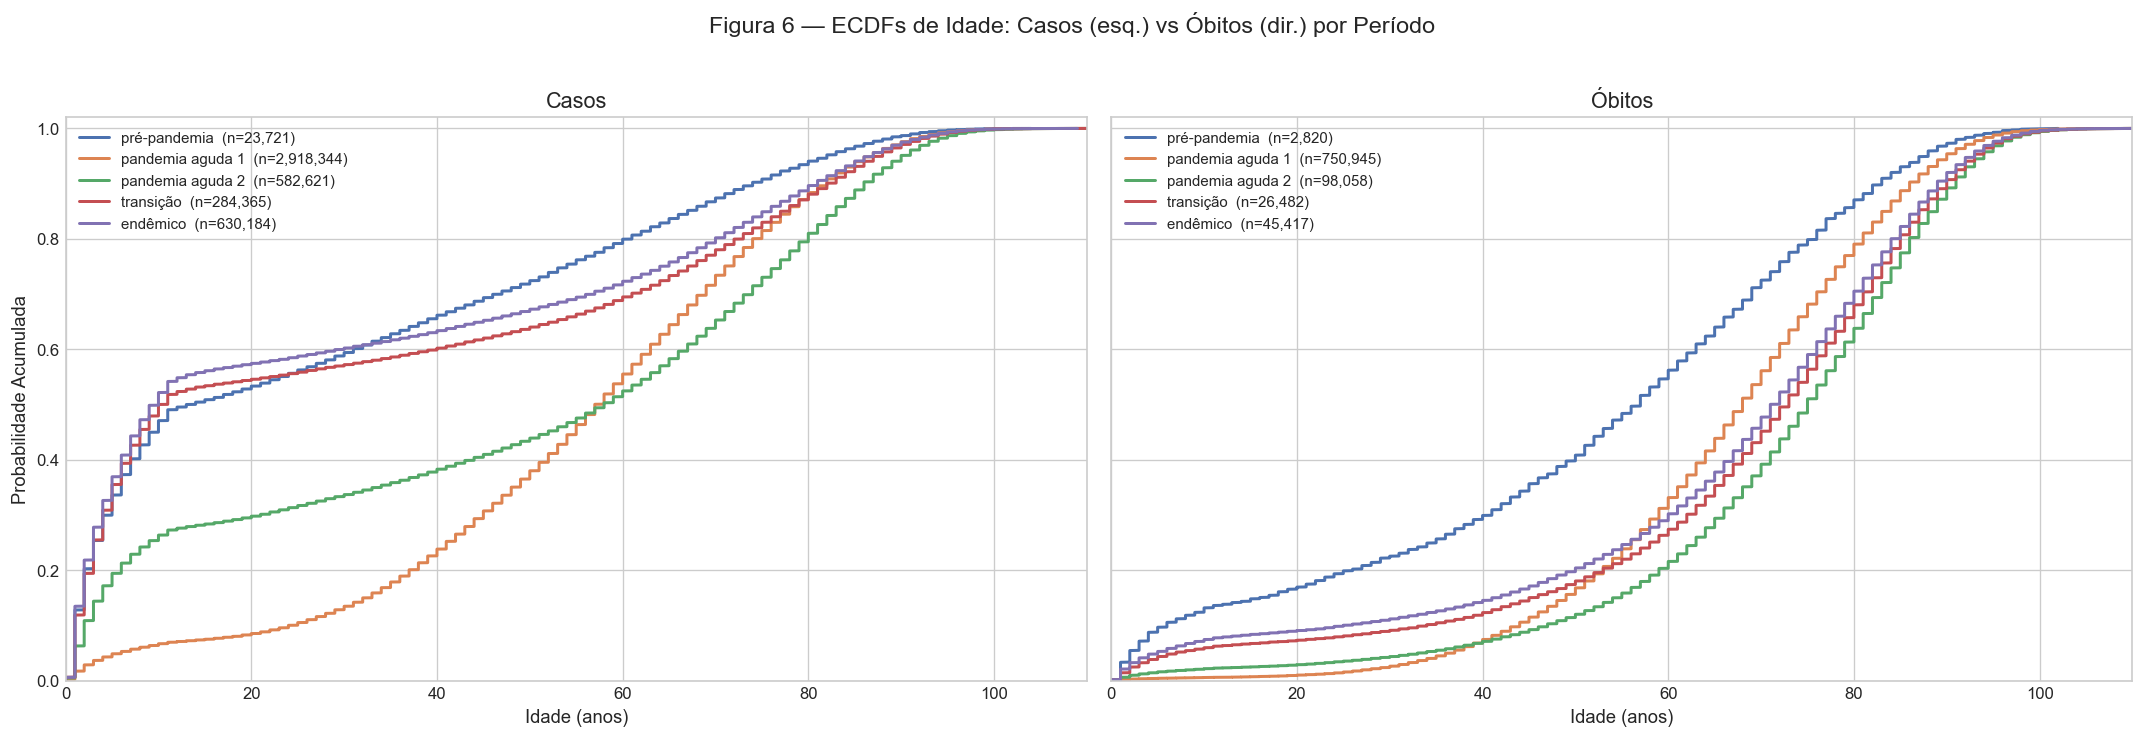 Figura 6 — ECDFs de Idade: Casos (esq.) vs Óbitos (dir.) por Período
Casos
Probabilidade Acumulada
1.0
0.8
0.6
0.4
0.2
0.0
pré-pandemia (n=23,721)
pandemia aguda 1 (n=2,918,344)
pandemia aguda 2 (n=582,621)
transição (n=284,365)
endêmico (n=630,184)
0 20 40 60 80 100
Idade (anos)
Óbitos
pré-pandemia (n=2,820)
pandemia aguda 1 (n=750,945)
pandemia aguda 2 (n=98,058)
transição (n=26,482)
endêmico (n=45,417)
0 20 40 60 80 100
Idade (anos)